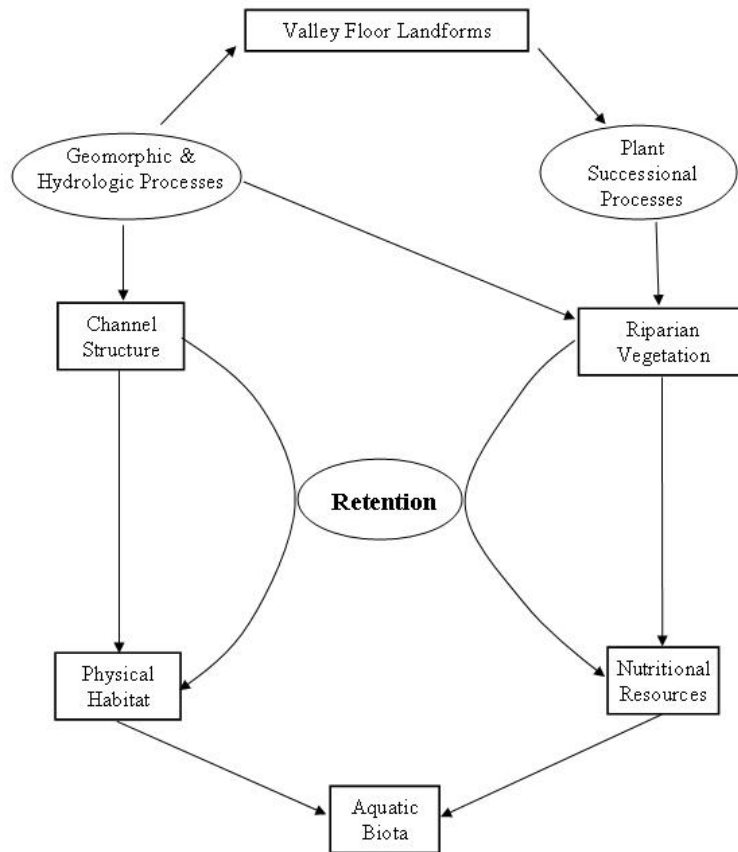 Valley Floor Landforms
Geomorphic &
Hydrologic Processes
Plant
Successional
Processes
Channel
Structure
Riparian
Vegetation
Retention
Physical
Habitat
Nutritional
Resources
Aquatic
Biota